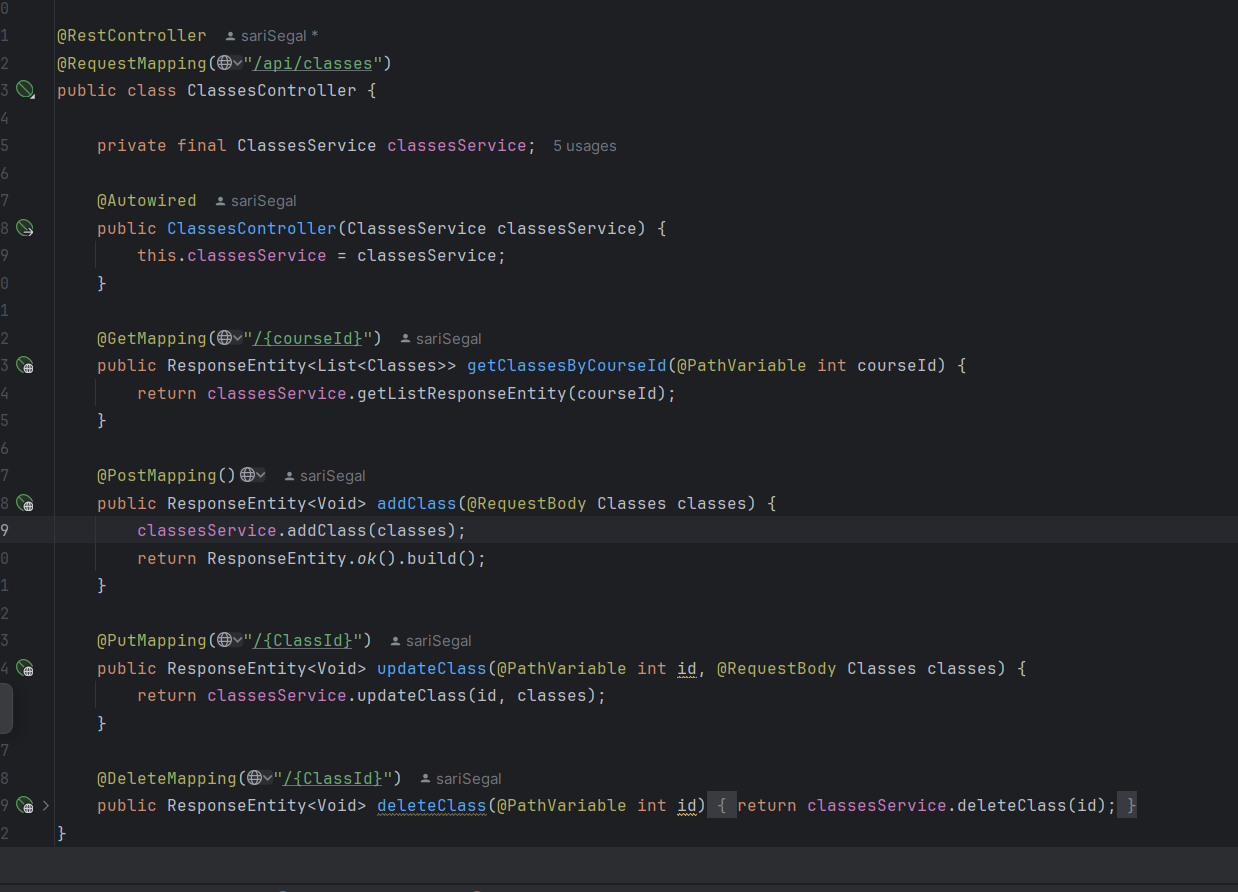 0
1 @RestController sariSegal *
2 @RequestMapping("/api/classes")
3 public class ClassesController {
4
5 private final ClassesService classesService; 5 usages
6
7 @Autowired sariSegal
8 public ClassesController(ClassesService classesService) {
9 this.classesService = classesService;
0 }
1
2 @GetMapping("/{courseId}") sariSegal
3 public ResponseEntity<List<Classes>> getClassesByCourseId(@PathVariable int courseId) {
4 return classesService.getListResponseEntity(courseId);
5 }
6
7 @PostMapping() sariSegal
8 public ResponseEntity<Void> addClass(@RequestBody Classes classes) {
9 classesService.addClass(classes);
0 return ResponseEntity.ok().build();
1 }
2
3 @PutMapping("/{ClassId}") sariSegal
4 public ResponseEntity<Void> updateClass(@PathVariable int id, @RequestBody Classes classes) {
return classesService.updateClass(id, classes);
}
7
8 @DeleteMapping("/{ClassId}") sariSegal
9 public ResponseEntity<Void> deleteClass(@PathVariable int id) { return classesService.deleteClass(id); }
2 }